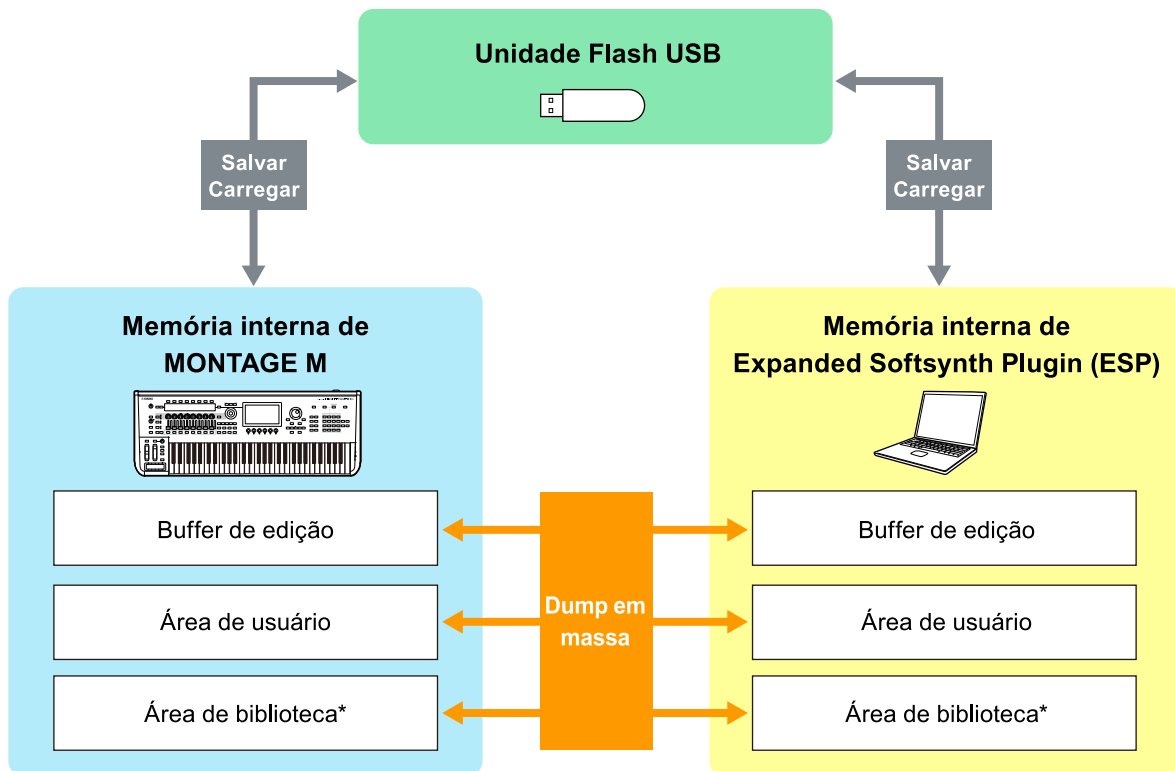 Unidade Flash USB
Salvar
Carregar
Salvar
Carregar
Memória interna de
MONTAGE M
Memória interna de
Expanded Softsynth Plugin (ESP)
Buffer de edição
Buffer de edição
Dump em
massa
Área de usuário
Área de usuário
Área de biblioteca*
Área de biblioteca*